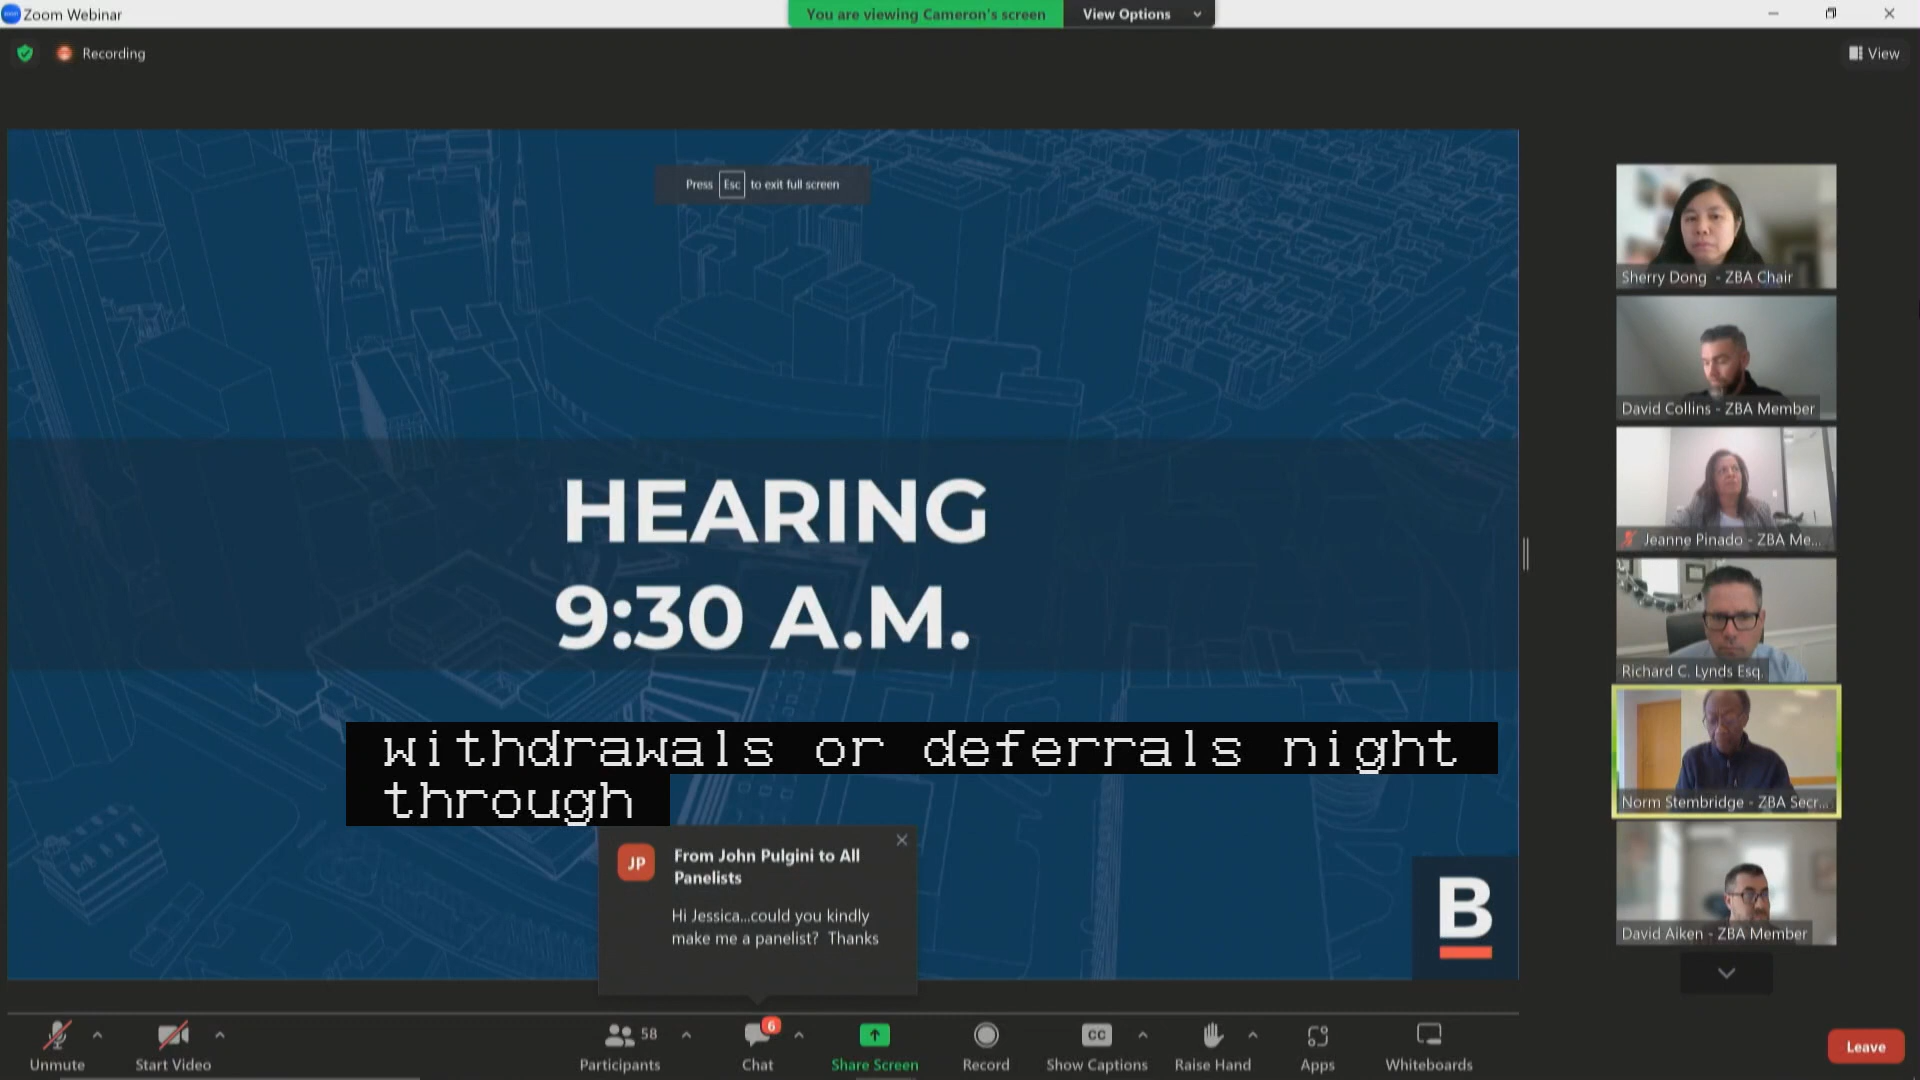 Zoom Webinar
You are viewing Cameron's screen
View Options
Recording
View
Press Esc to exit full screen
HEARING
9:30 A.M.
withdrawals or deferrals night
through
JP
From John Pulgini to All
Panelists
Hi Jessica...could you kindly
make me a panelist? Thanks
B
Sherry Dong - ZBA Chair
David Collins - ZBA Member
Jeanne Pinado - ZBA Me...
Richard C. Lynds Esq.
Norm Stembridge - ZBA Secr...
David Aiken - ZBA Member
Unmute
Start Video
58
Participants
6
Chat
Share Screen
Record
CC
Show Captions
Raise Hand
Apps
Whiteboards
Leave